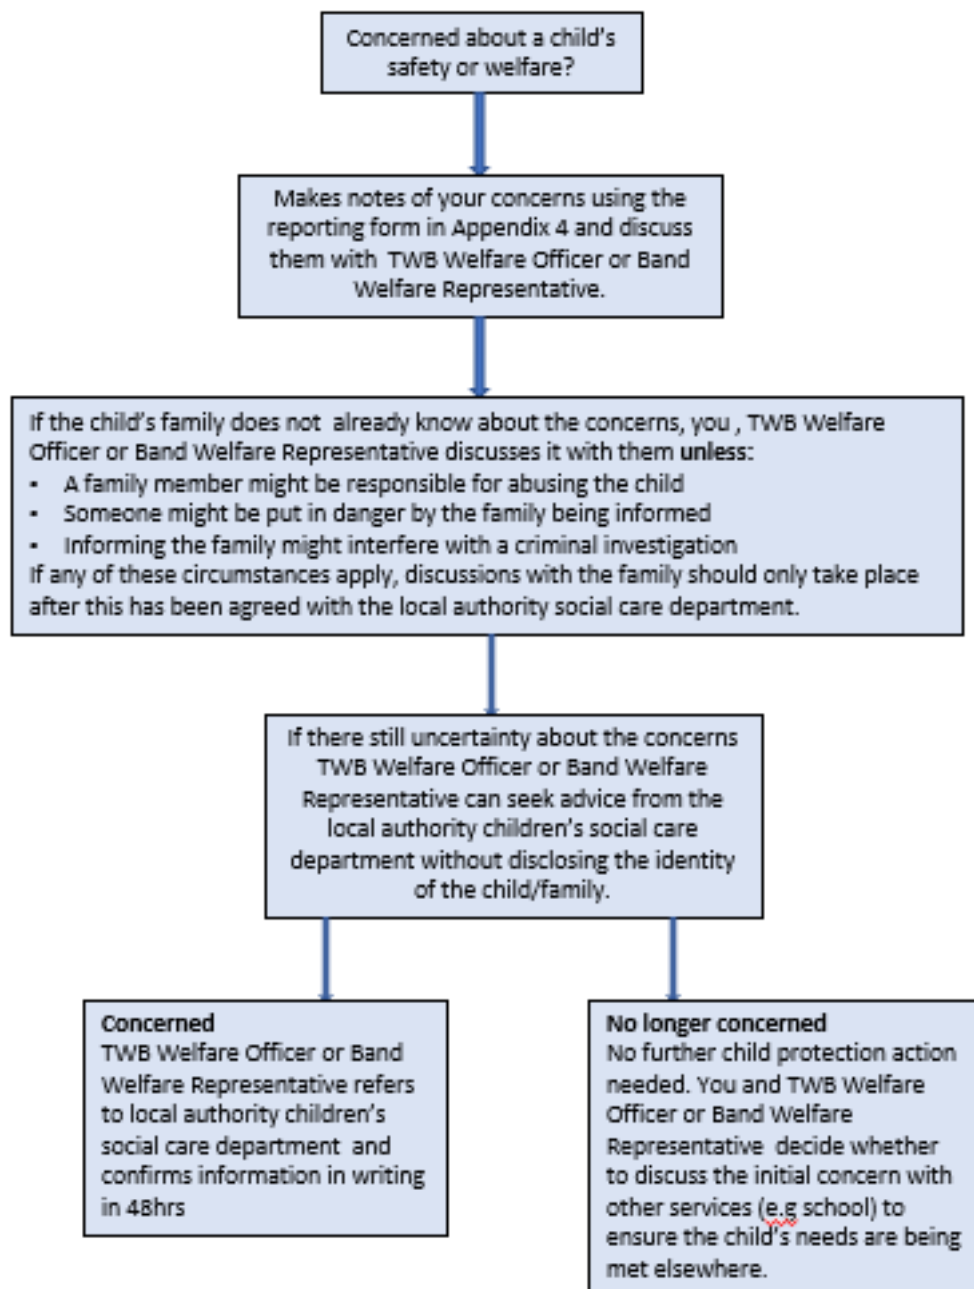 Concerned about a child's
safety or welfare?
Makes notes of your concerns using the
reporting form in Appendix 4 and discuss
them with TWB Welfare Officer or Band
Welfare Representative.
If the child's family does not already know about the concerns, you , TWB Welfare
Officer or Band Welfare Representative discusses it with them unless:
▪ A family member might be responsible for abusing the child
▪ Someone might be put in danger by the family being informed
▪ Informing the family might interfere with a criminal investigation
If any of these circumstances apply, discussions with the family should only take place
after this has been agreed with the local authority social care department.
If there still uncertainty about the concerns
TWB Welfare Officer or Band Welfare
Representative can seek advice from the
local authority children's social care
department without disclosing the identity
of the child/family.
Concerned
TWB Welfare Officer or Band
Welfare Representative refers
to local authority children's
social care department and
confirms information in writing
in 48hrs
No longer concerned
No further child protection action
needed. You and TWB Welfare
Officer or Band Welfare
Representative decide whether
to discuss the initial concern with
other services (e.g school) to
ensure the child's needs are being
met elsewhere.